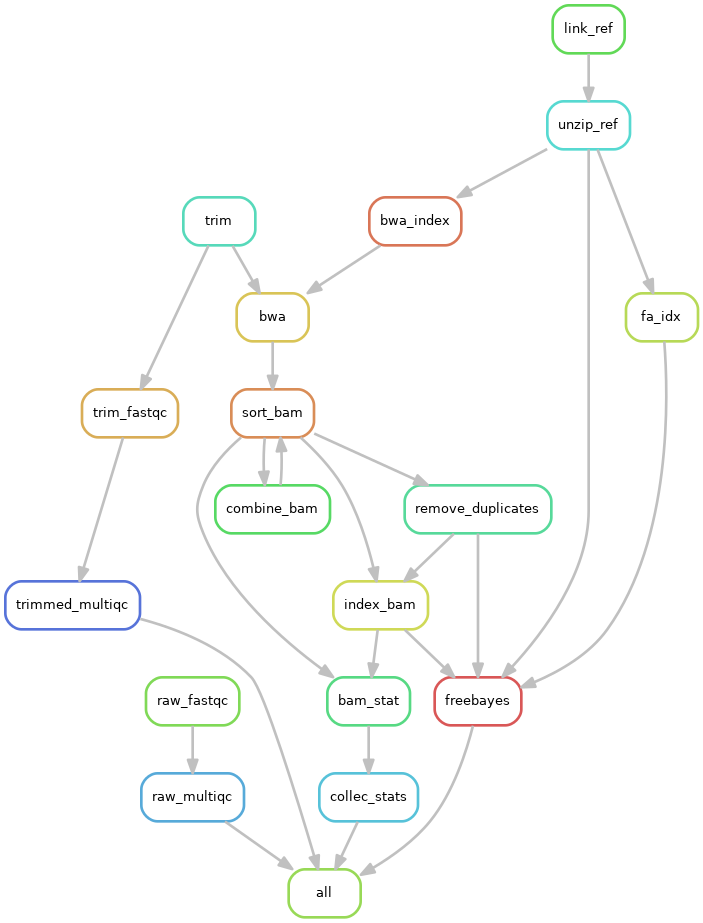 link_ref
unzip_ref
trim
bwa_index
bwa
fa_idx
trim_fastqc
sort_bam
combine_bam
remove_duplicates
trimmed_multiqc
index_bam
raw_fastqc
bam_stat
freebayes
raw_multiqc
collec_stats
all